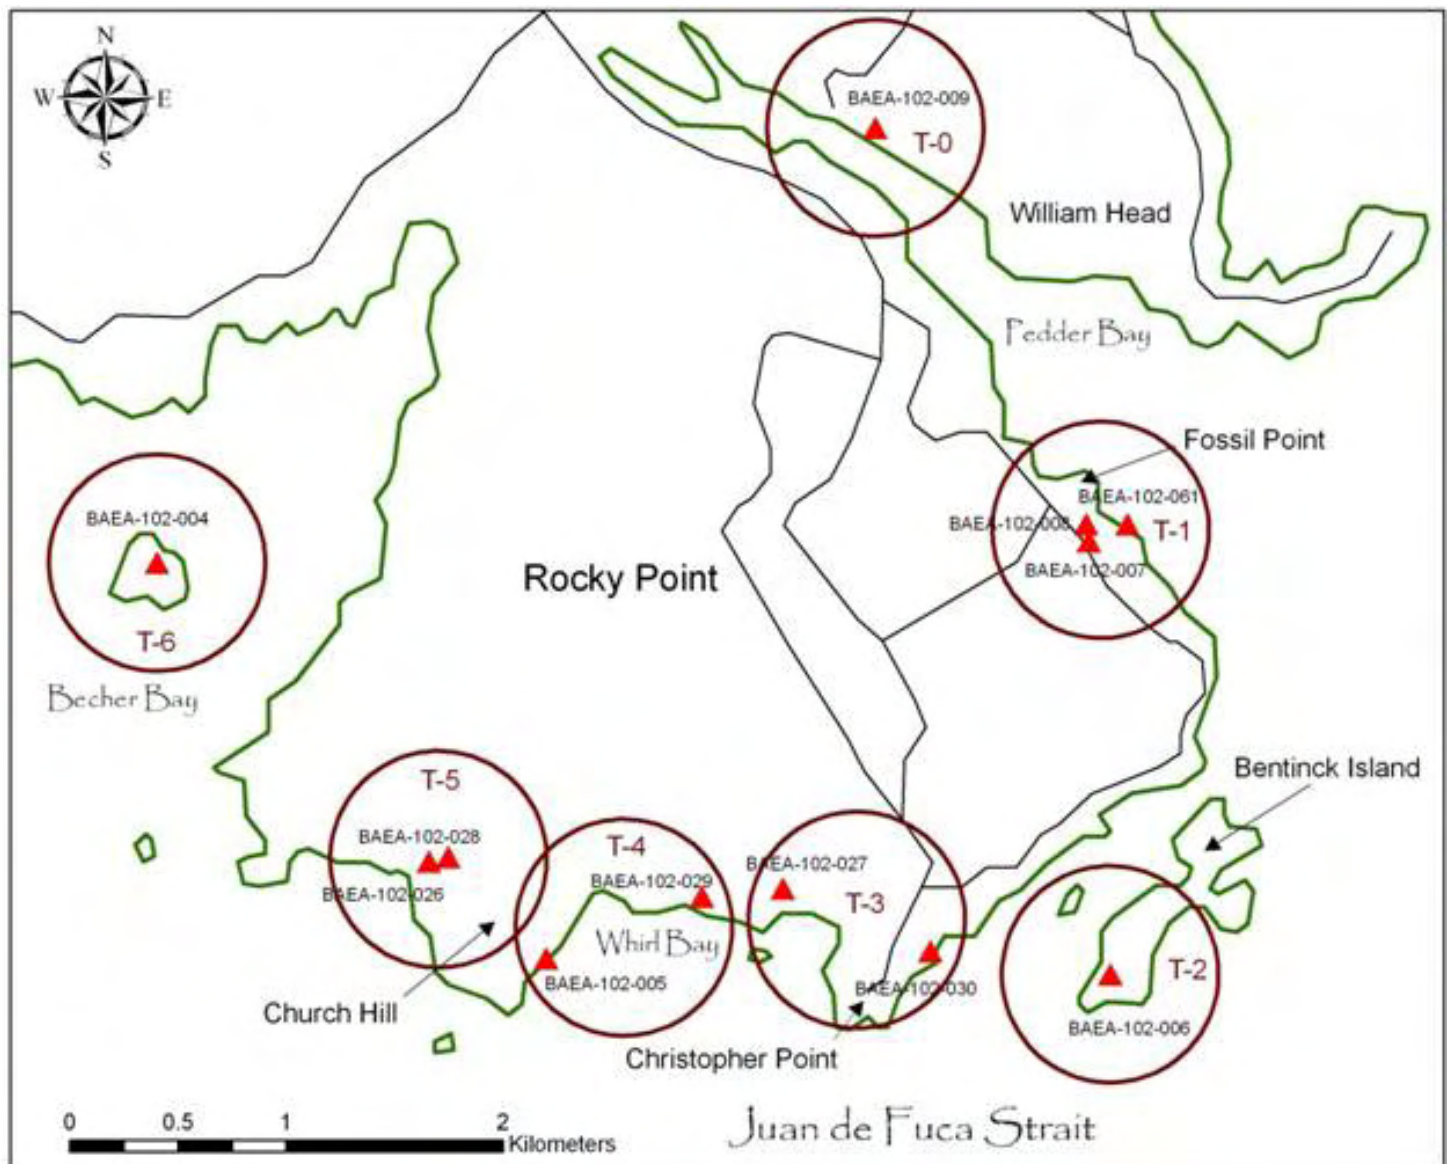 N
W E
S
BAEA-102-009
T-0
William Head
Pedder Bay
Fossil Point
BAEA-102-061
BAEA-102-008
T-1
BAEA-102-007
BAEA-102-004
T-6
Becher Bay
Rocky Point
Bentinck Island
T-5
BAEA-102-028
BAEA-102-026
T-4
BAEA-102-029
Whirl Bay
BAEA-102-005
BAEA-102-027
T-3
BAEA-102-030
T-2
BAEA-102-006
Church Hill
Christopher Point
Juan de Fuca Strait
0 0.5 1 2
Kilometers